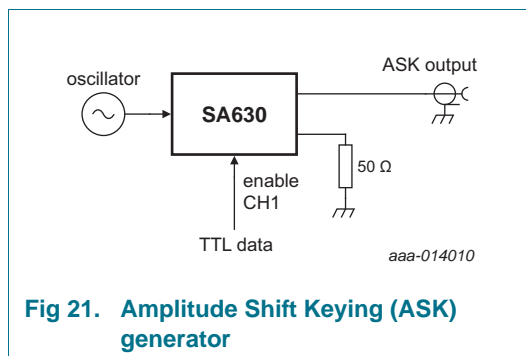 oscillator
ASK output
SA630
50 Ω
enable
CH1
TTL data
aaa-014010
Fig 21. Amplitude Shift Keying (ASK)
generator